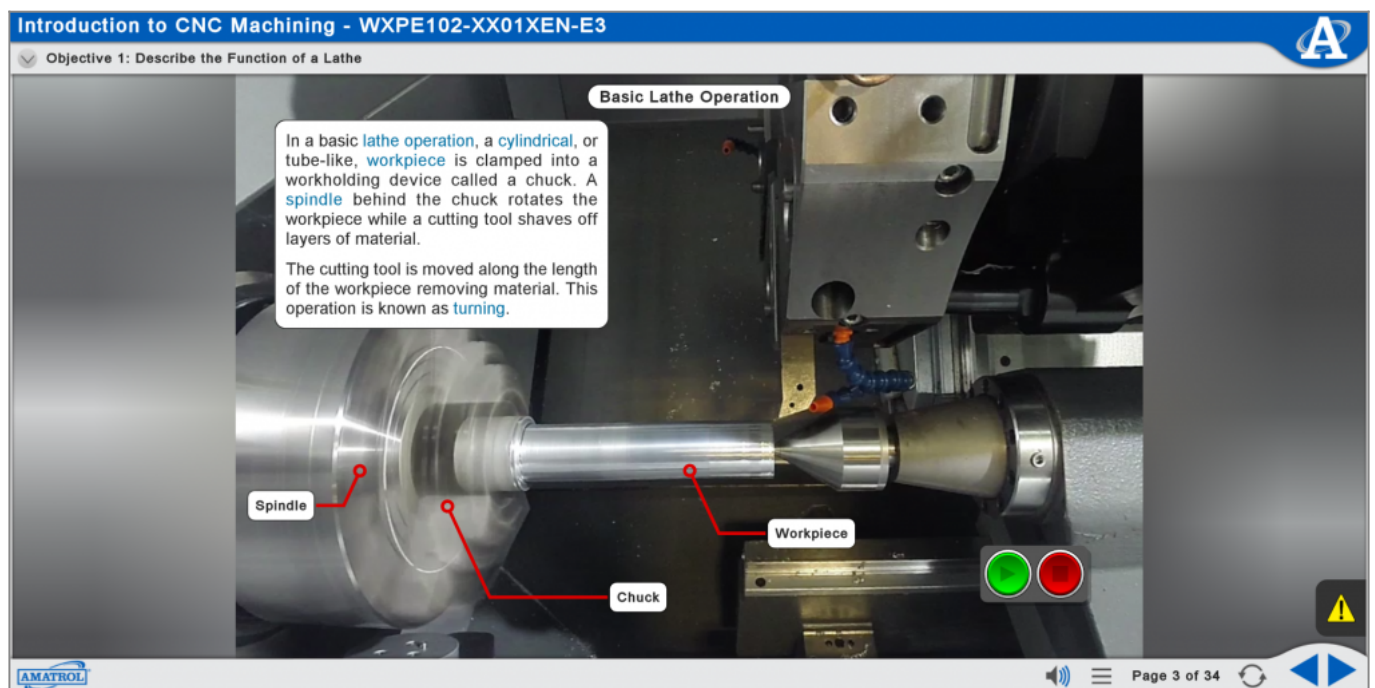 Introduction to CNC Machining - WXPE102-XX01XEN-E3
A
Objective 1: Describe the Function of a Lathe
Basic Lathe Operation
In a basic lathe operation, a cylindrical, or
tube-like, workpiece is clamped into a
workholding device called a chuck. A
spindle behind the chuck rotates the
workpiece while a cutting tool shaves off
layers of material.
The cutting tool is moved along the length
of the workpiece removing material. This
operation is known as turning.
Spindle
Workpiece
Chuck
AMATROL
Page 3 of 34